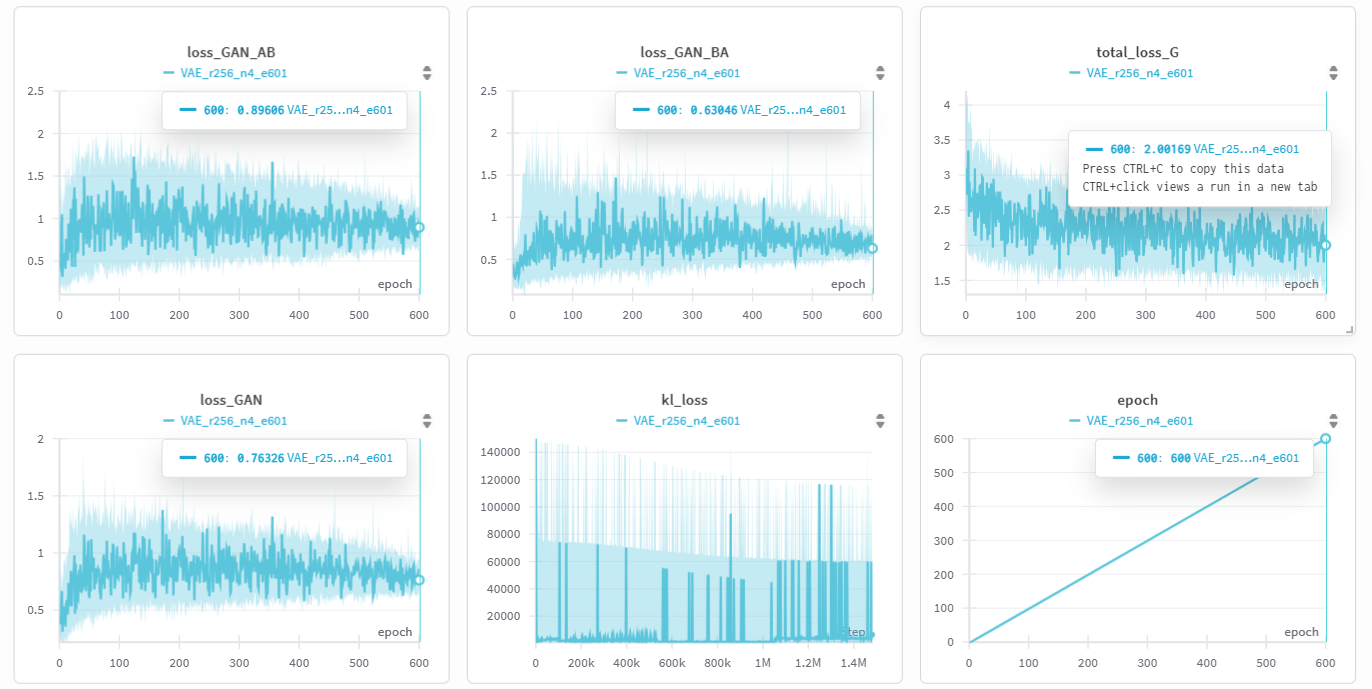 loss_GAN_AB
VAE_r256_n4_e601
600: 0.89606 VAE_r25...n4_e601
2.5
2
1.5
1
0.5
epoch
0 100 200 300 400 500 600
loss_GAN_BA
VAE_r256_n4_e601
600: 0.63046 VAE_r25...n4_e601
2.5
2
1.5
1
0.5
epoch
0 100 200 300 400 500 600
total_loss_G
VAE_r256_n4_e601
600: 2.00169 VAE_r25...n4_e601
Press CTRL+C to copy this data
CTRL+click views a run in a new tab
4
3.5
3
2.5
2
1.5
epoch
0 100 200 300 400 500 600
loss_GAN
VAE_r256_n4_e601
600: 0.76326 VAE_r25...n4_e601
2
1.5
1
0.5
epoch
0 100 200 300 400 500 600
kl_loss
VAE_r256_n4_e601
140000
120000
100000
80000
60000
40000
20000
Step
0 200k 400k 600k 800k 1M 1.2M 1.4M
epoch
VAE_r256_n4_e601
600: 600 VAE_r25...n4_e601
600
500
400
300
200
100
0
epoch
0 100 200 300 400 500 600